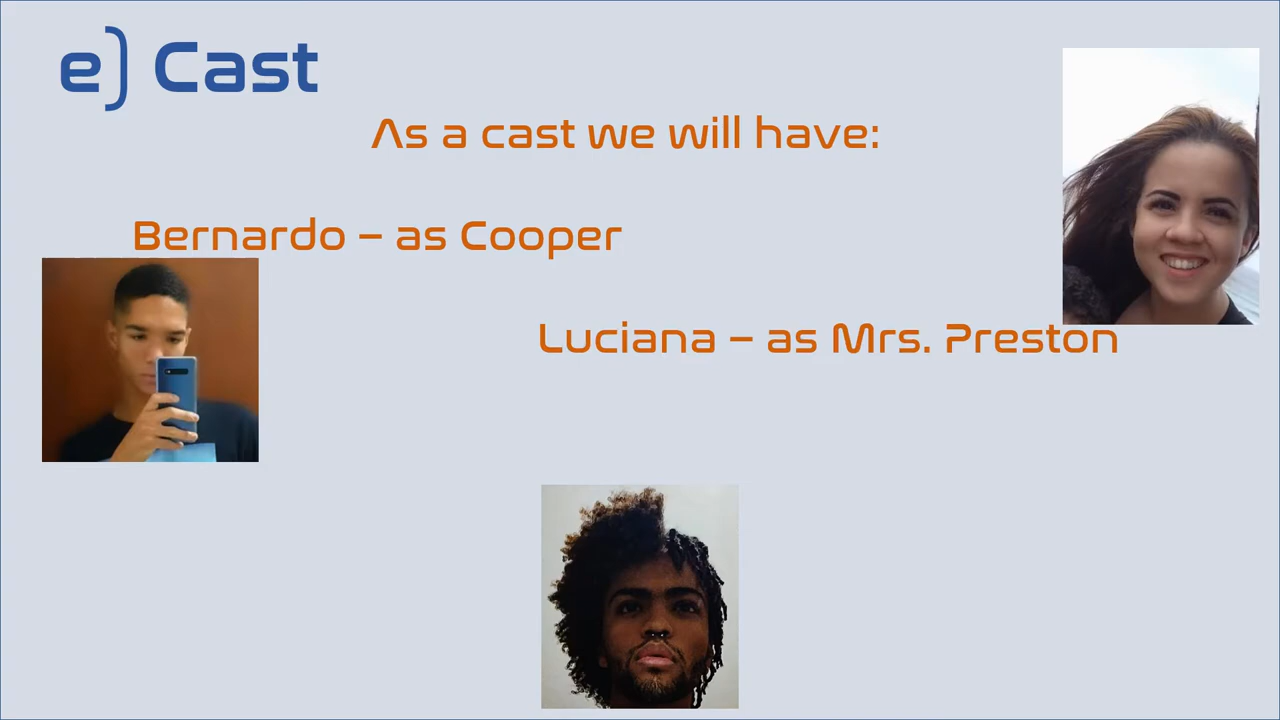 e) Cast
As a cast we will have:
Bernardo – as Cooper
Luciana – as Mrs. Preston